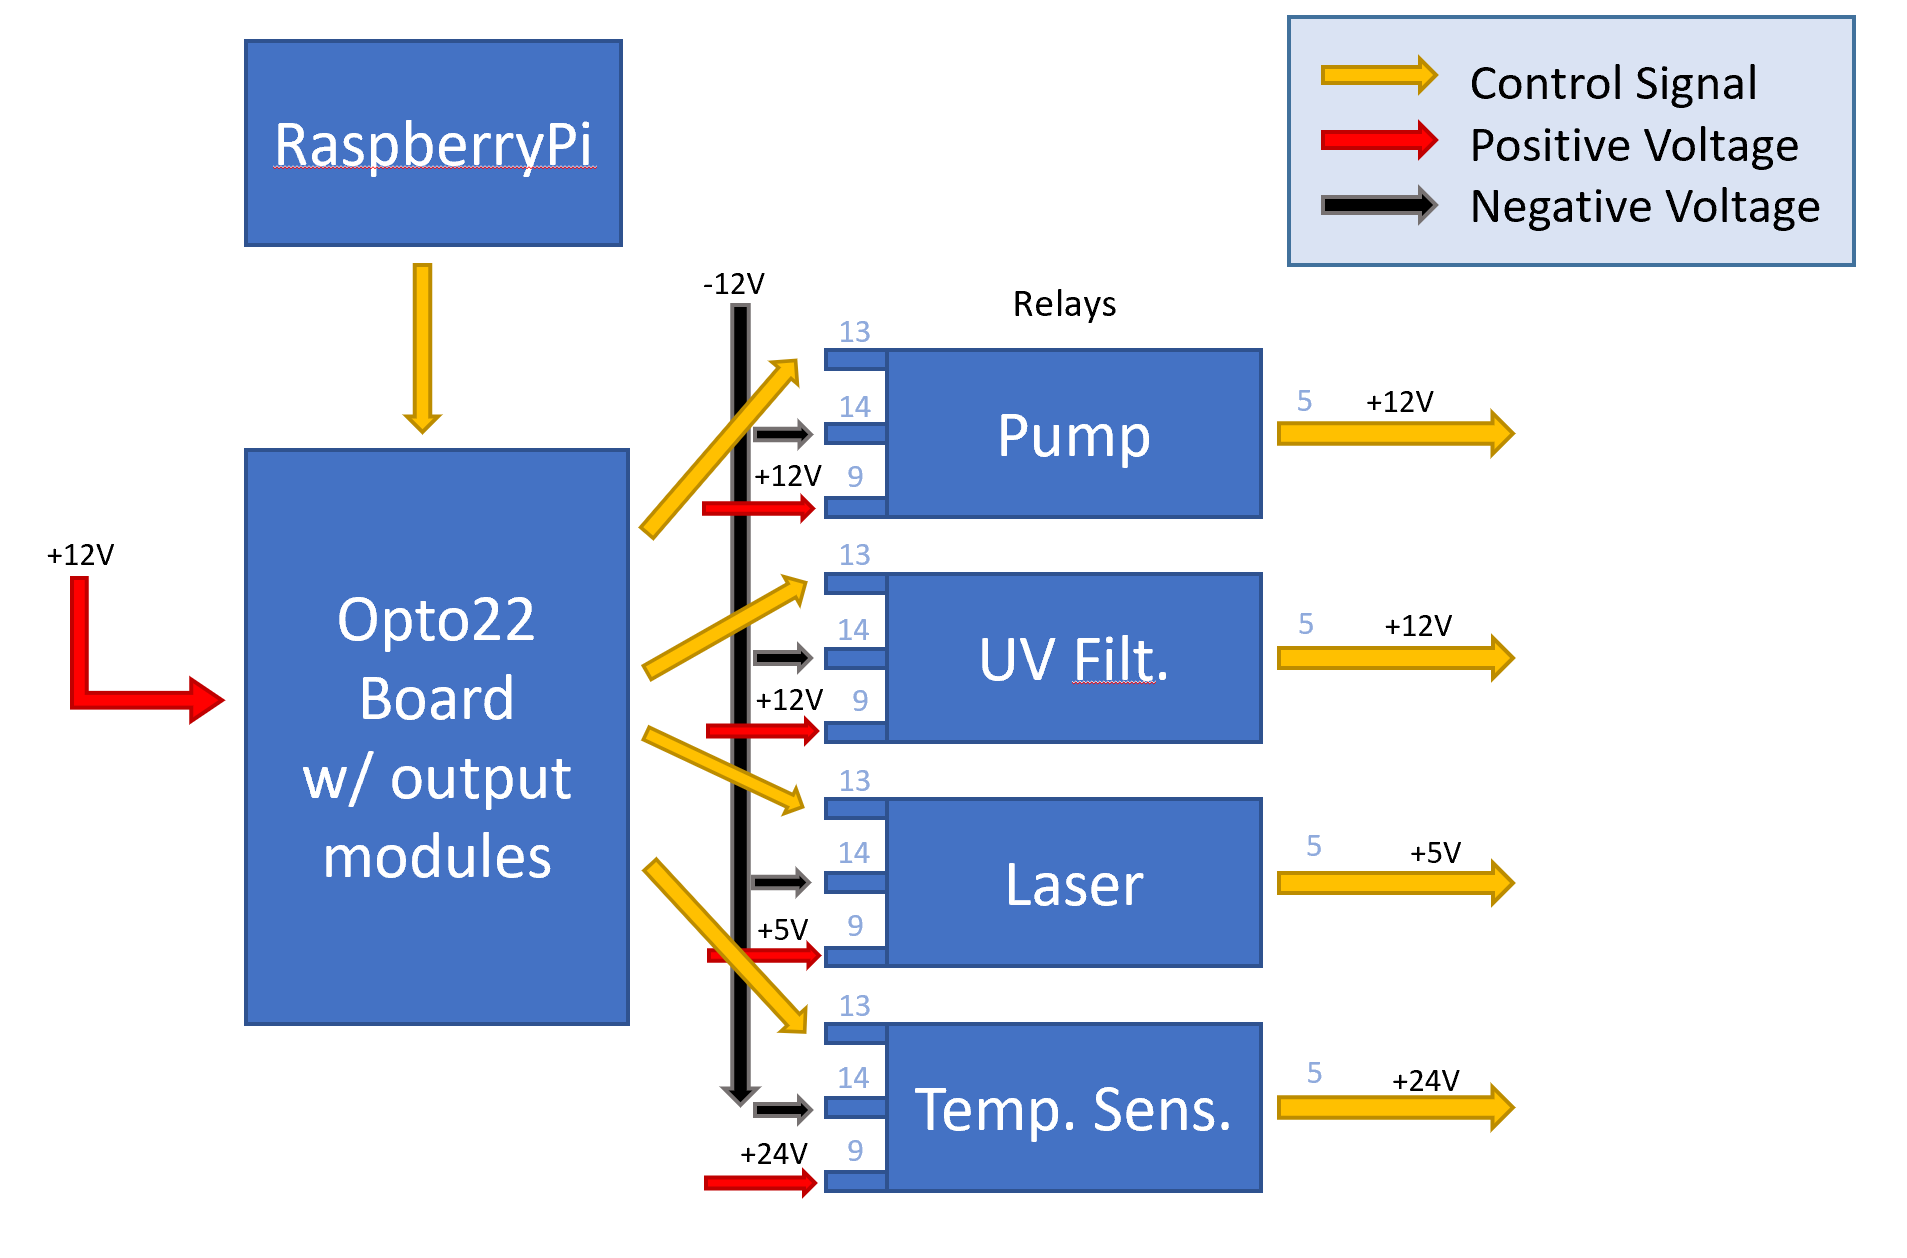 RaspberryPi
Control Signal
Positive Voltage
Negative Voltage
-12V
Relays
13
14
+12V
9
Pump
5
+12V
+12V
Opto22
Board
w/ output
modules
13
14
+12V
9
UV Filt.
5
+12V
13
14
+5V
9
Laser
5
+5V
13
14
+24V
9
Temp. Sens.
5
+24V